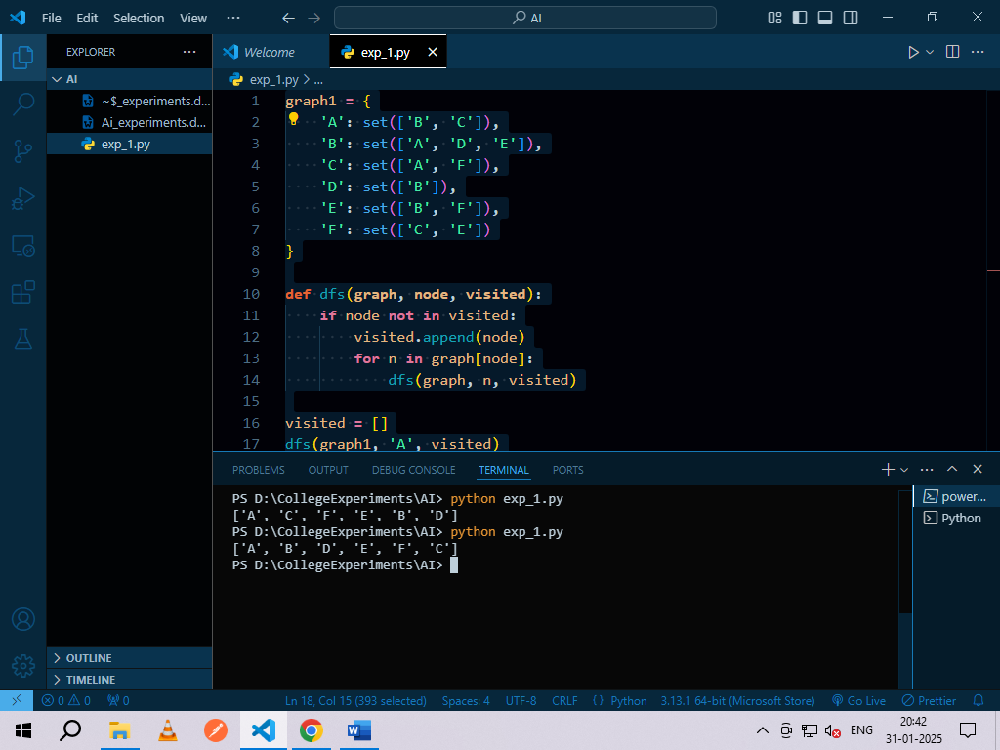 File Edit Selection View ··· AI
EXPLORER ···
AI
~$_experiments.d...
Ai_experiments.d...
exp_1.py
OUTLINE
TIMELINE
Welcome exp_1.py
exp_1.py > ...
1 graph1 = {
2 'A': set(['B', 'C']),
3 'B': set(['A', 'D', 'E']),
4 'C': set(['A', 'F']),
5 'D': set(['B']),
6 'E': set(['B', 'F']),
7 'F': set(['C', 'E'])
8 }
9
10 def dfs(graph, node, visited):
11 if node not in visited:
12 visited.append(node)
13 for n in graph[node]:
14 dfs(graph, n, visited)
15
16 visited = []
17 dfs(graph1, 'A', visited)
PROBLEMS OUTPUT DEBUG CONSOLE TERMINAL PORTS
PS D:\CollegeExperiments\AI> python exp_1.py
['A', 'C', 'F', 'E', 'B', 'D']
PS D:\CollegeExperiments\AI> python exp_1.py
['A', 'B', 'D', 'E', 'F', 'C']
PS D:\CollegeExperiments\AI>
power...
Python
0 0 0 Ln 18, Col 15 (393 selected) Spaces: 4 UTF-8 CRLF {} Python 3.13.1 64-bit (Microsoft Store) Go Live Prettier
ENG 20:42
31-01-2025